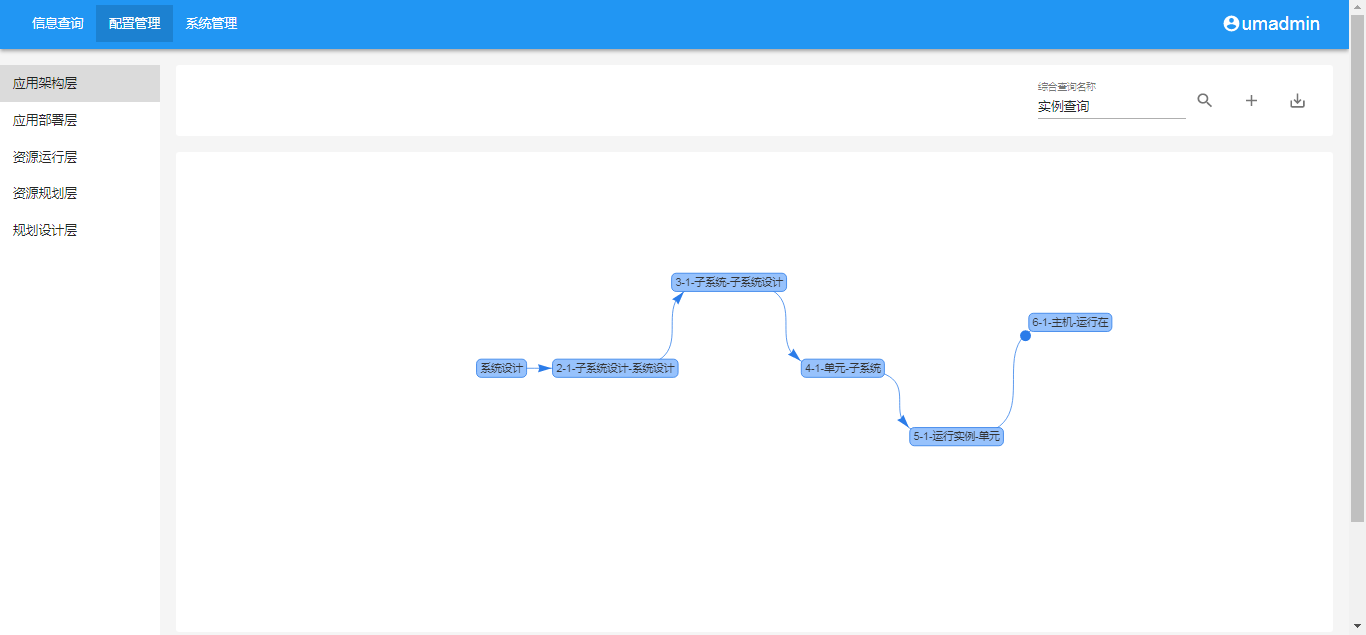 信息查询
配置管理
系统管理
umadmin
应用架构层
应用部署层
资源运行层
资源规划层
规划设计层
综合查询名称
实例查询
3-1-子系统-子系统设计
6-1-主机-运行在
系统设计
2-1-子系统设计-系统设计
4-1-单元-子系统
5-1-运行实例-单元